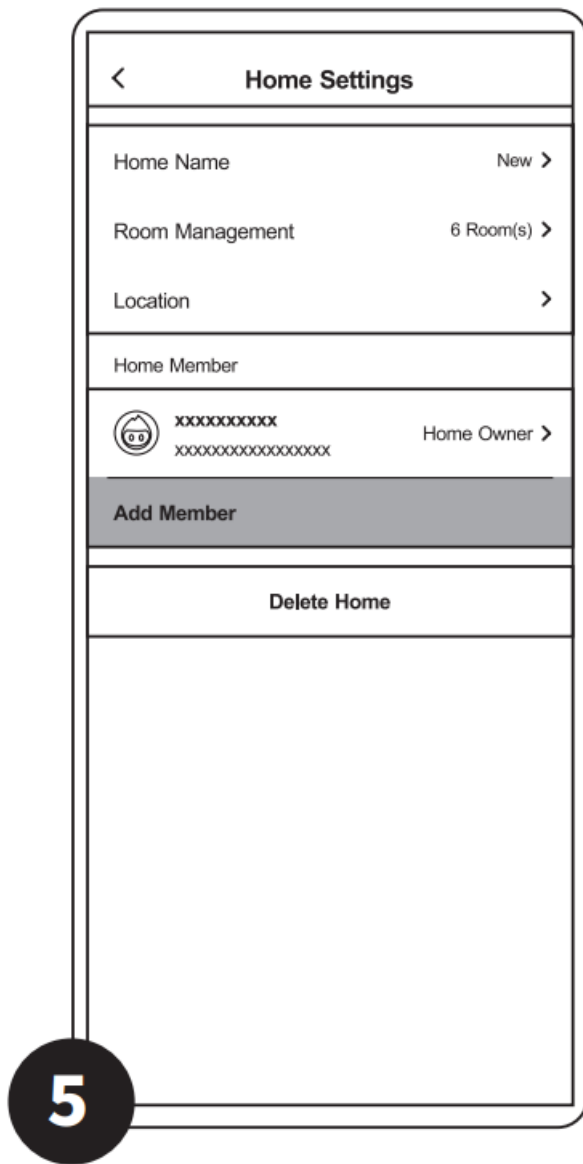 Home Settings
Home Name New
Room Management 6 Room(s)
Location
Home Member
xxxxxxxxxx
xxxxxxxxxxxxxxxxx
Home Owner
Add Member
Delete Home
5